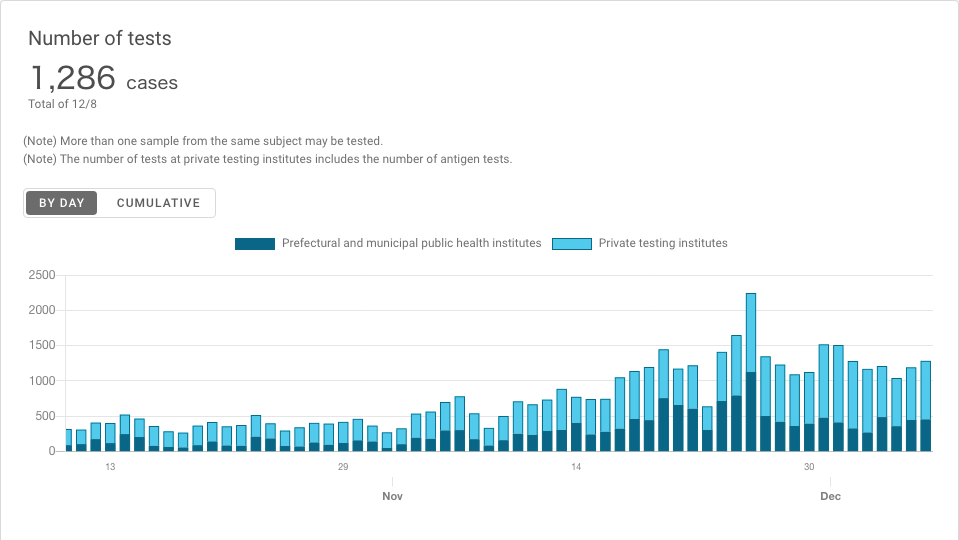 Number of tests
1,286 cases
Total of 12/8
(Note) More than one sample from the same subject may be tested.
(Note) The number of tests at private testing institutes includes the number of antigen tests.
BY DAY CUMULATIVE
Prefectural and municipal public health institutes Private testing institutes
2500
2000
1500
1000
500
0
13 29 14 30
Nov Dec